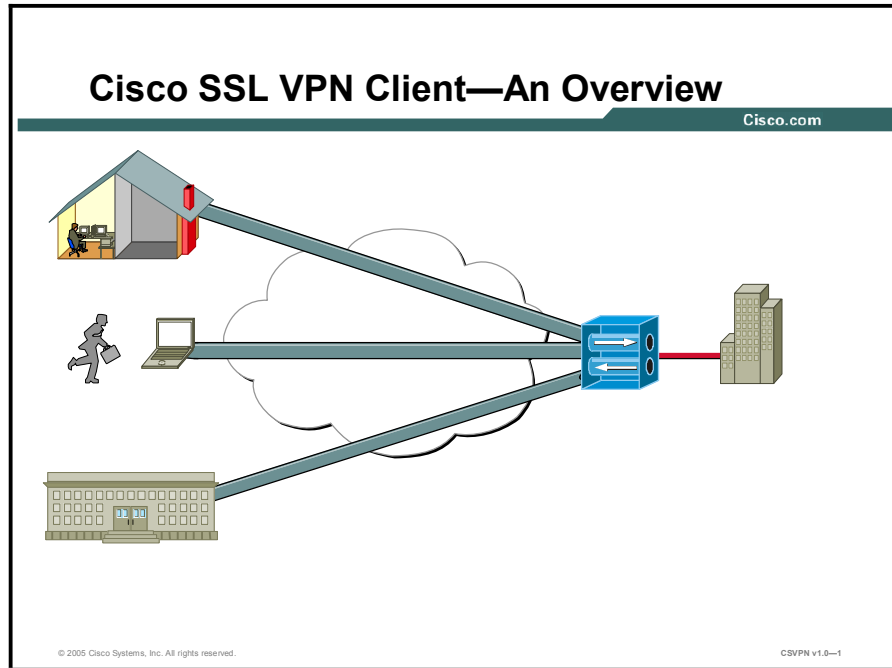 Cisco SSL VPN Client—An Overview
Cisco.com
© 2005 Cisco Systems, Inc. All rights reserved.
CSVPN v1.0—1